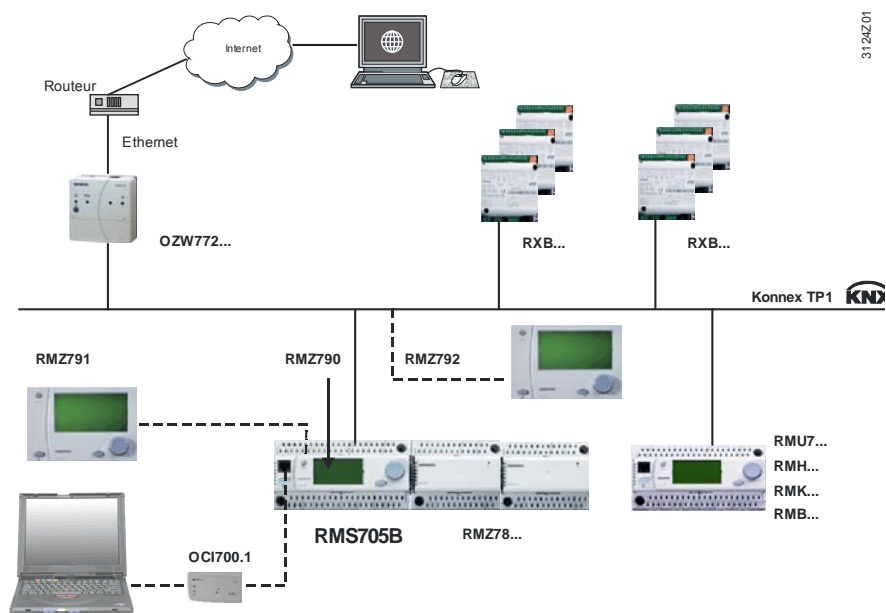 3124Z01
Internet
Routeur
Ethernet
OZW772...
RXB...
RXB...
Konnex TP1 KNX
RMZ791
RMZ790
RMZ792
RMU7...
RMH...
RMK...
RMB...
RMS705B
RMZ78...
OCI700.1